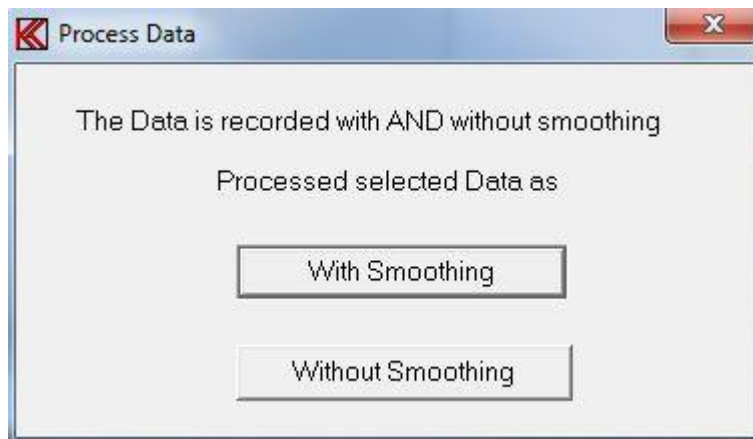 Process Data
The Data is recorded with AND without smoothing
Processed selected Data as
With Smoothing
Without Smoothing